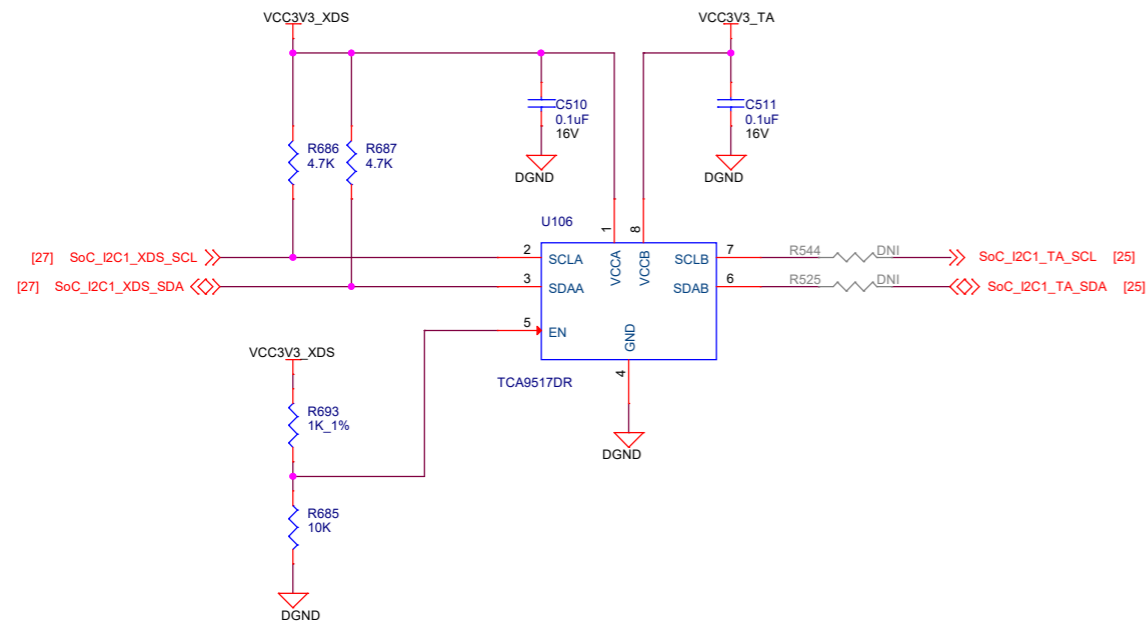 VCC3V3_XDS
VCC3V3_TA
C510
0.1uF
16V
C511
0.1uF
16V
R686
4.7K
R687
4.7K
DGND
DGND
U106
1
8
[27] SoC_I2C1_XDS_SCL
2
SCLA
VCCA
VCCB
SCLB
7
R544
DNI
SoC_I2C1_TA_SCL [25]
[27] SoC_I2C1_XDS_SDA
3
SDAA
SDAB
6
R525
DNI
SoC_I2C1_TA_SDA [25]
5
EN
GND
VCC3V3_XDS
4
TCA9517DR
R693
1K_1%
DGND
R685
10K
DGND